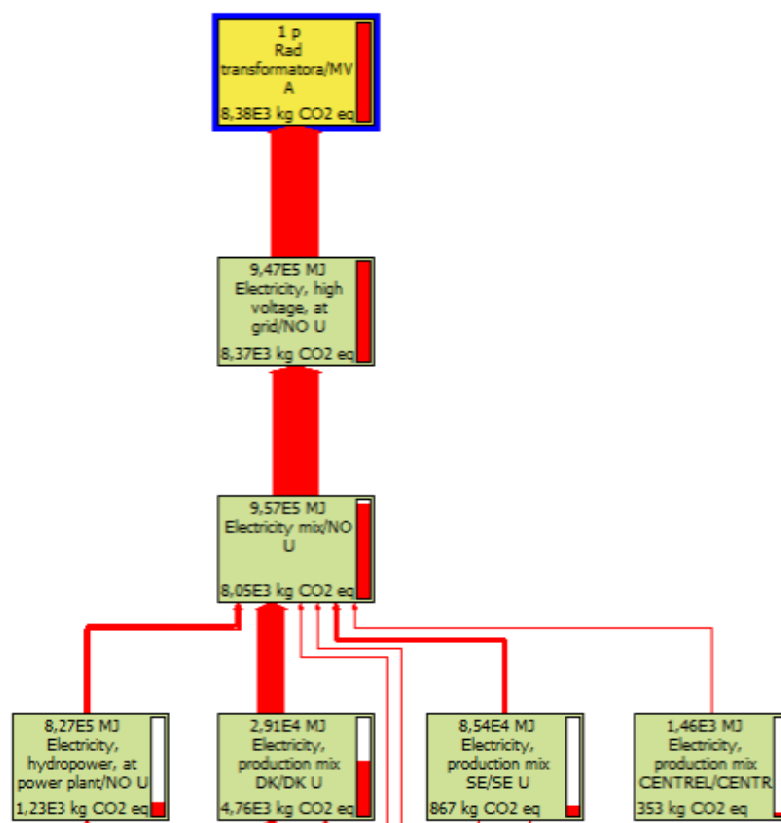 1 p
Rad
transformatora/MV
A
8,38E3 kg CO2 eq
9,47E5 MJ
Electricity, high
voltage, at
grid/NO U
8,37E3 kg CO2 eq
9,57E5 MJ
Electricity mix/NO
U
8,05E3 kg CO2 eq
8,27E5 MJ
Electricity,
hydropower, at
power plant/NO U
1,23E3 kg CO2 eq
2,91E4 MJ
Electricity,
production mix
DK/DK U
4,76E3 kg CO2 eq
8,54E4 MJ
Electricity,
production mix
SE/SE U
867 kg CO2 eq
1,46E3 MJ
Electricity,
production mix
CENTREL/CENTR
353 kg CO2 eq